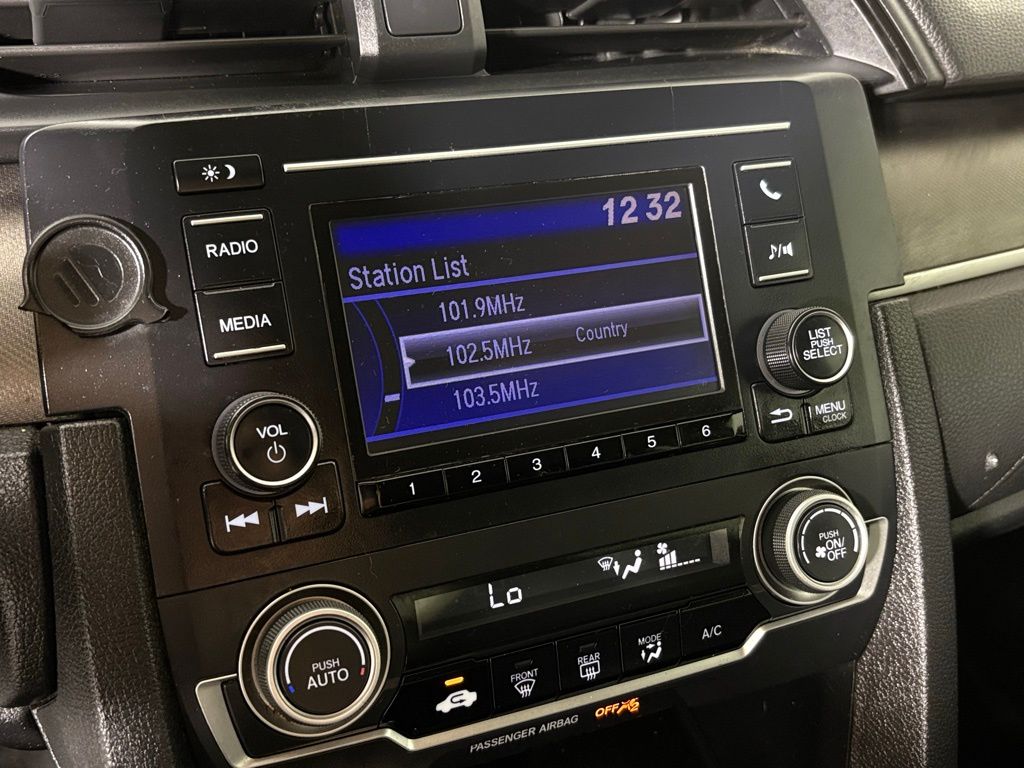 12 32
RADIO
Station List
101.9MHz
MEDIA
102.5MHz Country
LIST
PUSH
SELECT
103.5MHz
VOL
MENU
CLOCK
1 2 3 4 5 6
PUSH
ON/
OFF
Lo
PUSH
AUTO
FRONT
REAR
MODE
A/C
PASSENGER AIRBAG OFF 2